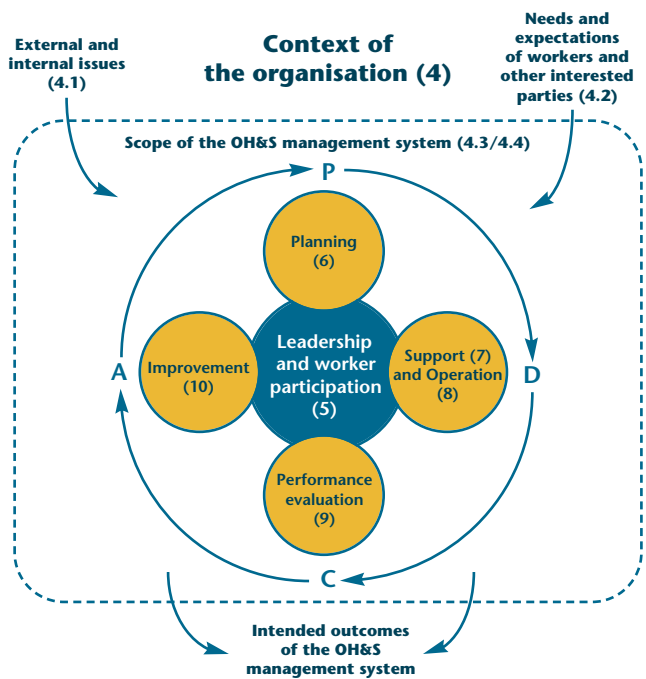 External and
internal issues
(4.1)
Context of
the organisation (4)
Needs and
expectations
of workers and
other interested
parties (4.2)
Scope of the OH&S management system (4.3/4.4)
P
Planning
(6)
Leadership
and worker
participation
(5)
A
Improvement
(10)
Support (7)
and Operation
(8)
D
Performance
evaluation
(9)
C
Intended outcomes
of the OH&S
management system